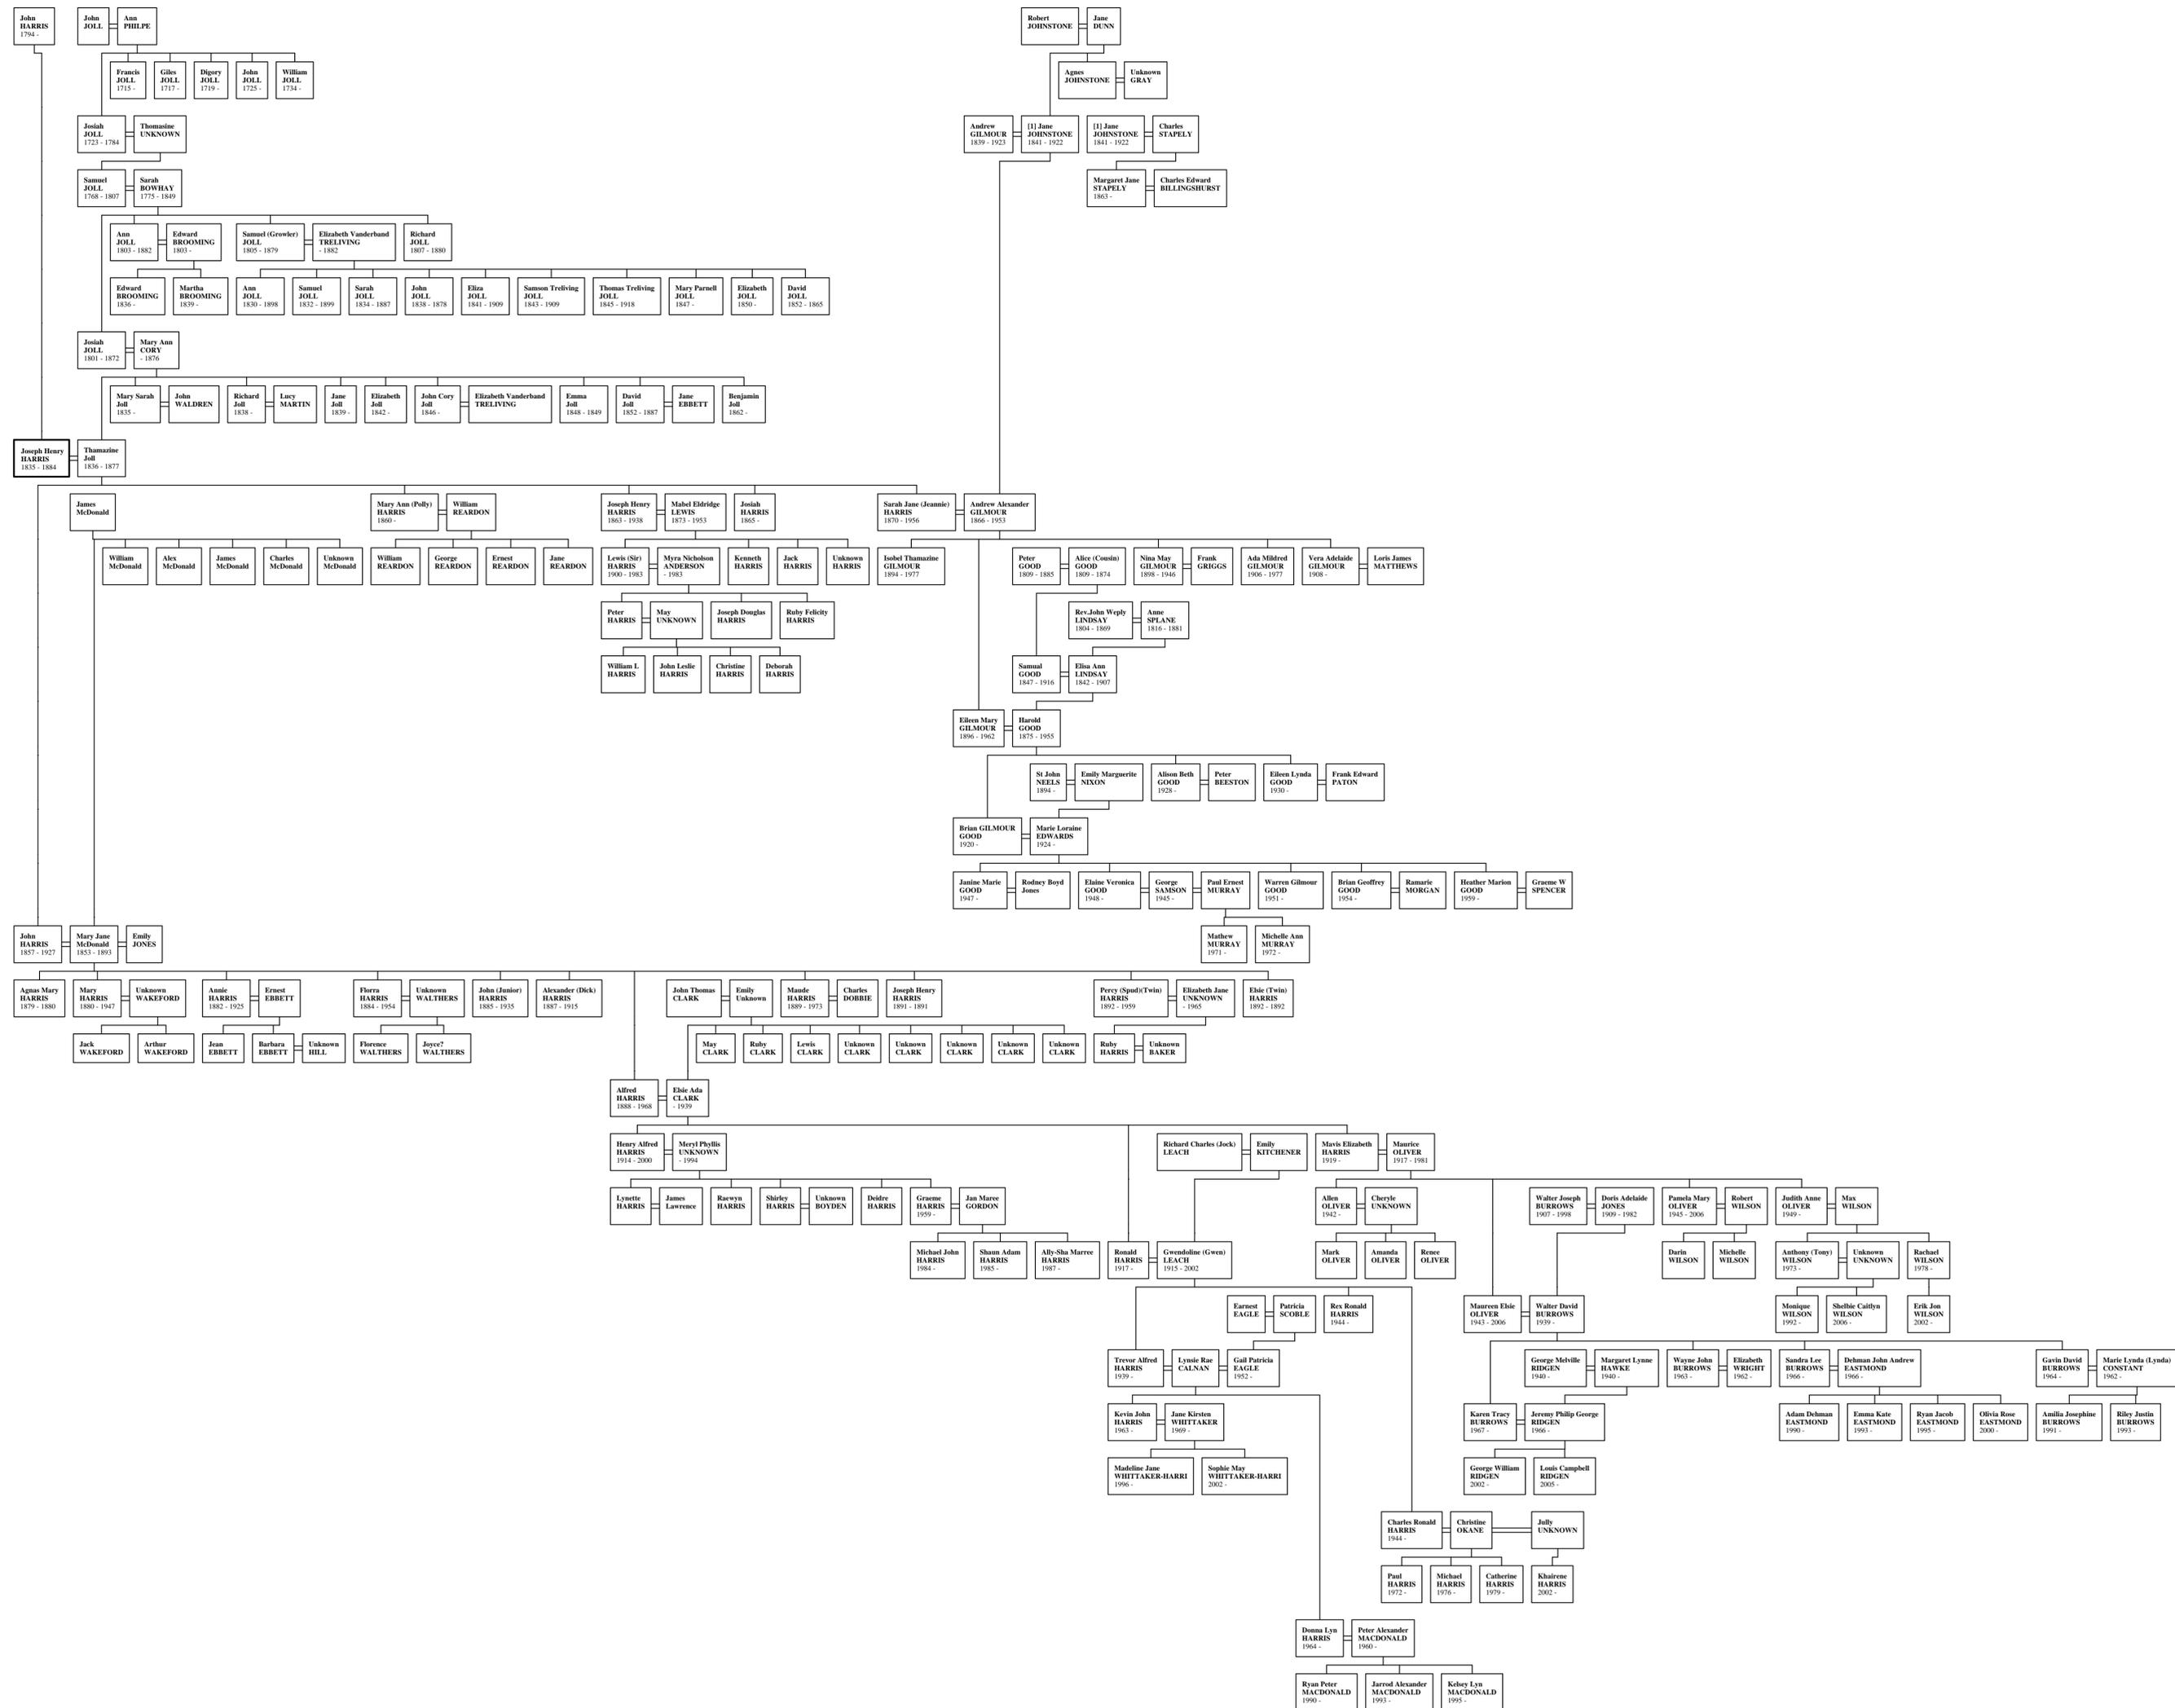 John
HARRIS
1794 -
John
JOLL
Ann
PHILPE
Robert
JOHNSTONE
Jane
DUNN
Francis
JOLL
1715 -
Giles
JOLL
1717 -
Digory
JOLL
1719 -
John
JOLL
1725 -
William
JOLL
1734 -
Agnes
JOHNSTONE
Unknown
GRAY
Josiah
JOLL
1723 - 1784
Thomasine
UNKNOWN
Andrew
GILMOUR
1839 - 1923
[1] Jane
JOHNSTONE
1841 - 1922
[1] Jane
JOHNSTONE
1841 - 1922
Charles
STAPELY
Samuel
JOLL
1768 - 1807
Sarah
BOWHAY
1775 - 1849
Margaret Jane
STAPELY
1863 -
Charles Edward
BILLINGSHURST
Ann
JOLL
1803 - 1882
Edward
BROOMING
1803 -
Samuel (Growler)
JOLL
1805 - 1879
Elizabeth Vanderband
TRELIVING
- 1882
Richard
JOLL
1807 - 1880
Edward
BROOMING
1836 -
Martha
BROOMING
1839 -
Ann
JOLL
1830 - 1898
Samuel
JOLL
1832 - 1899
Sarah
JOLL
1834 - 1887
John
JOLL
1838 - 1878
Eliza
JOLL
1841 - 1909
Samson Treliving
JOLL
1843 - 1909
Thomas Treliving
JOLL
1845 - 1918
Mary Parnell
JOLL
1847 -
Elizabeth
JOLL
1850 -
David
JOLL
1852 - 1865
Josiah
JOLL
1801 - 1872
Mary Ann
CORY
- 1876
Mary Sarah
Joll
1835 -
John
WALDREN
Richard
Joll
1838 -
Lucy
MARTIN
Jane
Joll
1839 -
Elizabeth
Joll
1842 -
John Cory
Joll
1846 -
Elizabeth Vanderband
TRELIVING
Emma
Joll
1848 - 1849
David
Joll
1852 - 1887
Jane
EBBETT
Benjamin
Joll
1862 -
Joseph Henry
HARRIS
1835 - 1884
Thamazine
Joll
1836 - 1877
James
McDonald
Mary Ann (Polly)
HARRIS
1860 -
William
REARDON
Joseph Henry
HARRIS
1863 - 1938
Mabel Eldridge
LEWIS
1873 - 1953
Josiah
HARRIS
1865 -
Sarah Jane (Jeannie)
HARRIS
1870 - 1956
Andrew Alexander
GILMOUR
1866 - 1953
William
McDonald
Alex
McDonald
James
McDonald
Charles
McDonald
Unknown
McDonald
William
REARDON
George
REARDON
Ernest
REARDON
Jane
REARDON
Lewis (Sir)
HARRIS
1900 - 1983
Myra Nicholson
ANDERSON
- 1983
Kenneth
HARRIS
Jack
HARRIS
Unknown
HARRIS
Isobel Thamazine
GILMOUR
1894 - 1977
Peter
GOOD
1809 - 1885
Alice (Cousin)
GOOD
1809 - 1874
Nina May
GILMOUR
1898 - 1946
Frank
GRIGGS
Ada Mildred
GILMOUR
1906 - 1977
Vera Adelaide
GILMOUR
1908 -
Loris James
MATTHEWS
Peter
HARRIS
May
UNKNOWN
Joseph Douglas
HARRIS
Ruby Felicity
HARRIS
Rev.John Weply
LINDSAY
1804 - 1869
Anne
SPLANE
1816 - 1881
William L
HARRIS
John Leslie
HARRIS
Christine
HARRIS
Deborah
HARRIS
Samual
GOOD
1847 - 1916
Elisa Ann
LINDSAY
1842 - 1907
Eileen Mary
GILMOUR
1896 - 1962
Harold
GOOD
1875 - 1955
St John
NEELS
1894 -
Emily Marguerite
NIXON
Alison Beth
GOOD
1928 -
Peter
BEESTON
Eileen Lynda
GOOD
1930 -
Frank Edward
PATON
Brian GILMOUR
GOOD
1920 -
Marie Loraine
EDWARDS
1924 -
Janine Marie
GOOD
1947 -
Rodney Boyd
Jones
Elaine Veronica
GOOD
1948 -
George
SAMSON
1945 -
Paul Ernest
MURRAY
Warren Gilmour
GOOD
1951 -
Brian Geoffrey
GOOD
1954 -
Ramarie
MORGAN
Heather Marion
GOOD
1959 -
Graeme W
SPENCER
John
HARRIS
1857 - 1927
Mary Jane
McDonald
1853 - 1893
Emily
JONES
Mathew
MURRAY
1971 -
Michelle Ann
MURRAY
1972 -
Agnas Mary
HARRIS
1879 - 1880
Mary
HARRIS
1880 - 1947
Unknown
WAKEFORD
Annie
HARRIS
1882 - 1925
Ernest
EBBETT
Florra
HARRIS
1884 - 1954
Unknown
WALTHERS
John (Junior)
HARRIS
1885 - 1935
Alexander (Dick)
HARRIS
1887 - 1915
John Thomas
CLARK
Emily
Unknown
Maude
HARRIS
1889 - 1973
Charles
DOBBIE
Joseph Henry
HARRIS
1891 - 1891
Percy (Spud)(Twin)
HARRIS
1892 - 1959
Elizabeth Jane
UNKNOWN
- 1965
Elsie (Twin)
HARRIS
1892 - 1892
Jack
WAKEFORD
Arthur
WAKEFORD
Jean
EBBETT
Barbara
EBBETT
Unknown
HILL
Florence
WALTHERS
Joyce?
WALTHERS
May
CLARK
Ruby
CLARK
Lewis
CLARK
Unknown
CLARK
Unknown
CLARK
Unknown
CLARK
Unknown
CLARK
Unknown
CLARK
Ruby
HARRIS
Unknown
BAKER
Alfred
HARRIS
1888 - 1968
Elsie Ada
CLARK
- 1939
Henry Alfred
HARRIS
1914 - 2000
Meryl Phyllis
UNKNOWN
- 1994
Richard Charles (Jock)
LEACH
Emily
KITCHENER
Mavis Elizabeth
HARRIS
1919 -
Maurice
OLIVER
1917 - 1981
Lynette
HARRIS
James
Lawrence
Raewyn
HARRIS
Shirley
HARRIS
Unknown
BOYDEN
Deidre
HARRIS
Graeme
HARRIS
1959 -
Jan Maree
GORDON
Allen
OLIVER
1942 -
Cheryle
UNKNOWN
Walter Joseph
BURROWS
1907 - 1998
Doris Adelaide
JONES
1909 - 1982
Pamela Mary
OLIVER
1945 - 2006
Robert
WILSON
Judith Anne
OLIVER
1949 -
Max
WILSON
Michael John
HARRIS
1984 -
Shaun Adam
HARRIS
1985 -
Ally-Sha Marree
HARRIS
1987 -
Ronald
HARRIS
1917 -
Gwendoline (Gwen)
LEACH
1915 - 2002
Mark
OLIVER
Amanda
OLIVER
Renee
OLIVER
Darin
WILSON
Michelle
WILSON
Anthony (Tony)
WILSON
1973 -
Unknown
UNKNOWN
Rachael
WILSON
1978 -
Earnest
EAGLE
Patricia
SCOBLE
Rex Ronald
HARRIS
1944 -
Maureen Elsie
OLIVER
1943 - 2006
Walter David
BURROWS
1939 -
Monique
WILSON
1992 -
Shelbie Caitlyn
WILSON
2006 -
Erik Jon
WILSON
2002 -
Trevor Alfred
HARRIS
1939 -
Lynsie Rae
CALNAN
Gail Patricia
EAGLE
1952 -
George Melville
RIDGEN
1940 -
Margaret Lynne
HAWKE
1940 -
Wayne John
BURROWS
1963 -
Elizabeth
WRIGHT
1962 -
Sandra Lee
BURROWS
1966 -
Dehman John Andrew
EASTMOND
1966 -
Gavin David
BURROWS
1964 -
Marie Lynda (Lynda)
CONSTANT
1962 -
Kevin John
HARRIS
1963 -
Jane Kirsten
WHITTAKER
1969 -
Karen Tracy
BURROWS
1967 -
Jeremy Philip George
RIDGEN
1966 -
Adam Dehman
EASTMOND
1990 -
Emma Kate
EASTMOND
1993 -
Ryan Jacob
EASTMOND
1995 -
Olivia Rose
EASTMOND
2000 -
Amilia Josephine
BURROWS
1991 -
Riley Justin
BURROWS
1993 -
Madeline Jane
WHITTAKER-HARRI
1996 -
Sophie May
WHITTAKER-HARRI
2002 -
George William
RIDGEN
2002 -
Louis Campbell
RIDGEN
2005 -
Charles Ronald
HARRIS
1944 -
Christine
OKANE
Jully
UNKNOWN
Paul
HARRIS
1972 -
Michael
HARRIS
1976 -
Catherine
HARRIS
1979 -
Khairene
HARRIS
2002 -
Donna Lyn
HARRIS
1964 -
Peter Alexander
MACDONALD
1960 -
Ryan Peter
MACDONALD
1990 -
Jarrod Alexander
MACDONALD
1993 -
Kelsey Lyn
MACDONALD
1995 -